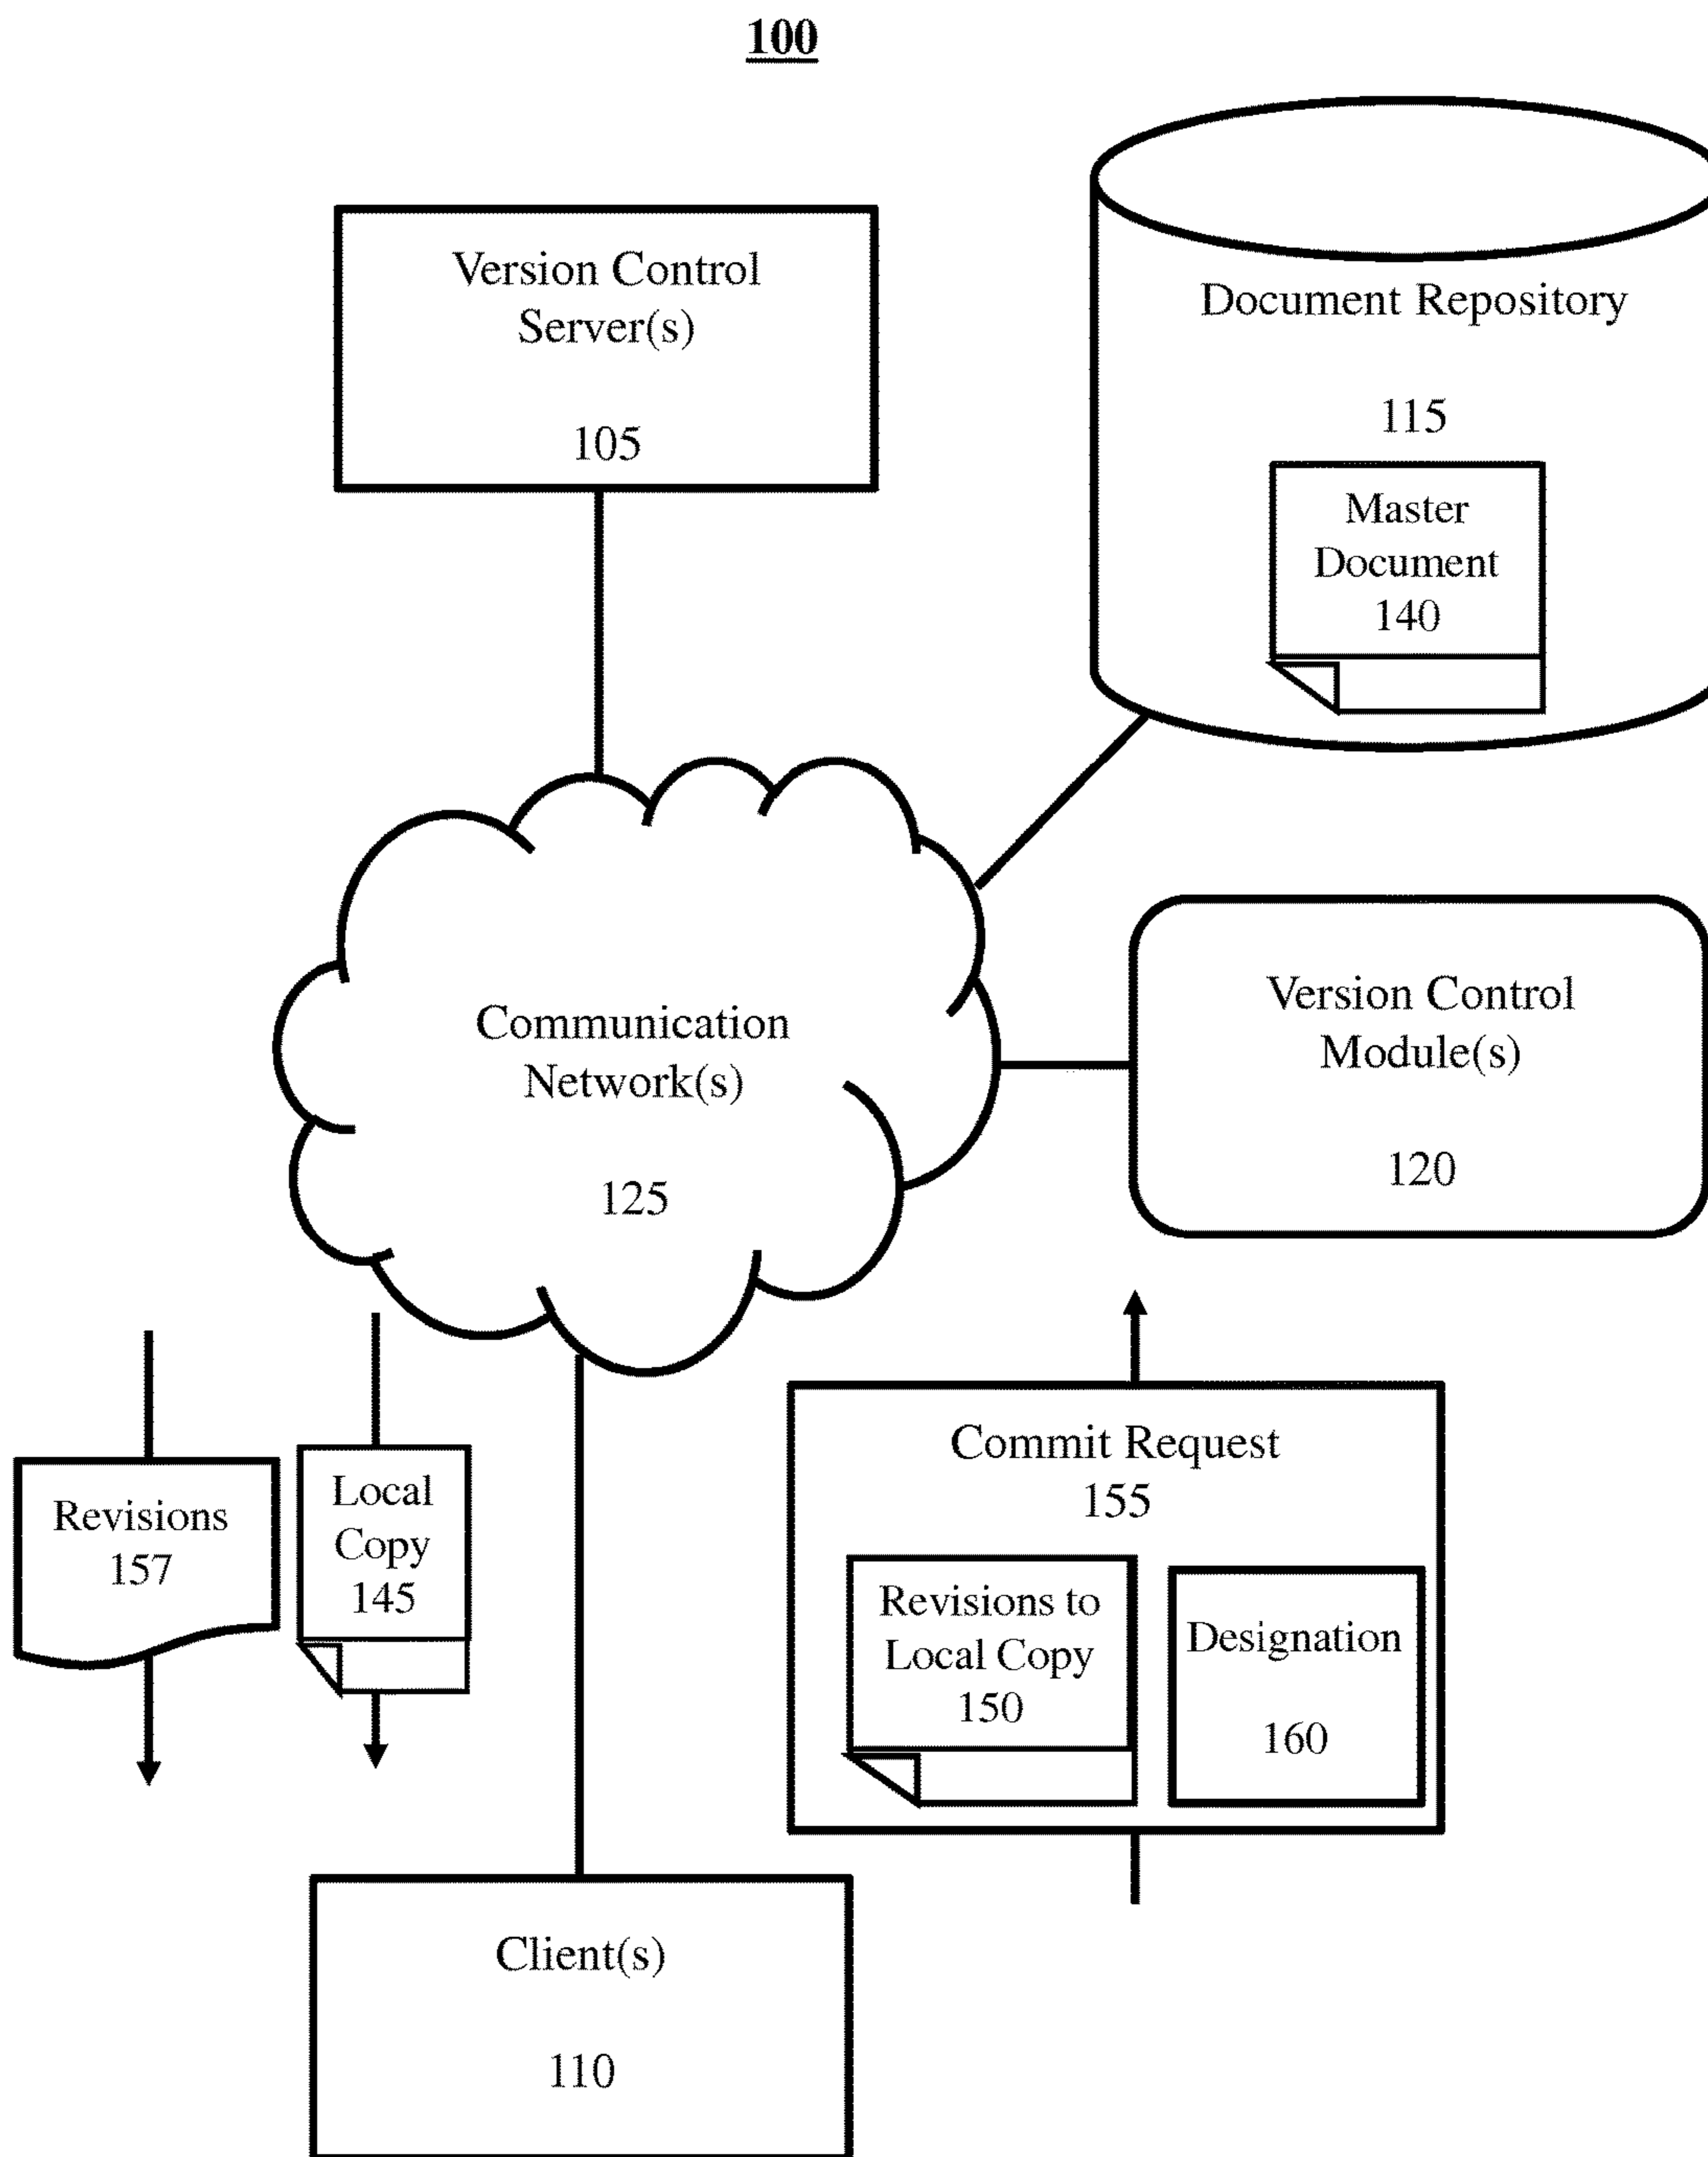 100
Version Control
Server(s)
105
Document Repository
115
Master
Document
140
Communication
Network(s)
125
Version Control
Module(s)
120
Revisions
157
Local
Copy
145
Commit Request
155
Revisions to
Local Copy
150
Designation
160
Client(s)
110